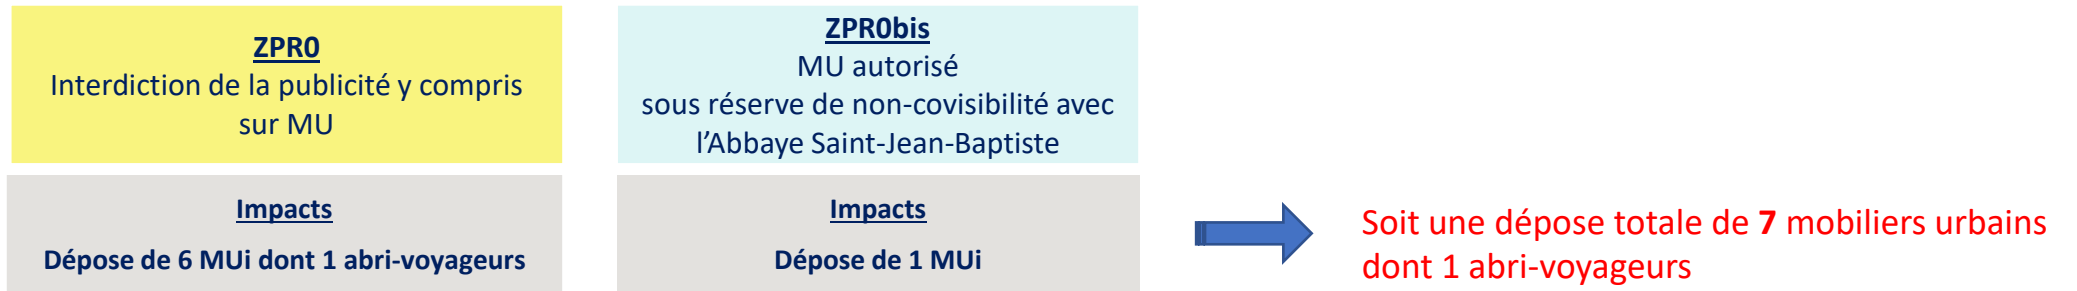 ZPR0
Interdiction de la publicité y compris
sur MU
ZPR0bis
MU autorisé
sous réserve de non-covisibilité avec
l’Abbaye Saint-Jean-Baptiste
Impacts
Dépose de 6 MUi dont 1 abri-voyageurs
Impacts
Dépose de 1 MUi
Soit une dépose totale de 7 mobiliers urbains
dont 1 abri-voyageurs